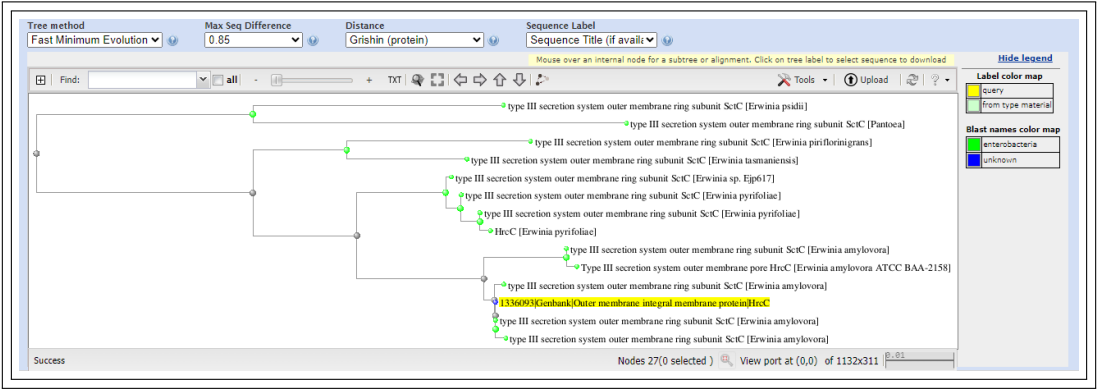 Tree method Max Seq Difference Distance Sequence Label
Fast Minimum Evolution 0.85 Grishin (protein) Sequence Title (if availa
Mouse over an internal node for a subtree or alignment. Click on tree label to select sequence to download
Hide legend
Find: all - + TXT Tools Upload ?
Label color map
query
from type material
Blast names color map
enterobacteria
unknown
type III secretion system outer membrane ring subunit SctC [Erwinia psidii]
type III secretion system outer membrane ring subunit SctC [Pantoea]
type III secretion system outer membrane ring subunit SctC [Erwinia piriflorinigrans]
type III secretion system outer membrane ring subunit SctC [Erwinia tasmaniensis]
type III secretion system outer membrane ring subunit SctC [Erwinia sp. Ejp617]
type III secretion system outer membrane ring subunit SctC [Erwinia pyrifoliae]
type III secretion system outer membrane ring subunit SctC [Erwinia pyrifoliae]
HrcC [Erwinia pyrifoliae]
type III secretion system outer membrane ring subunit SctC [Erwinia amylovora]
Type III secretion system outer membrane pore HrcC [Erwinia amylovora ATCC BAA-2158]
type III secretion system outer membrane ring subunit SctC [Erwinia amylovora]
1336093|Genbank|Outer membrane integral membrane protein|HrcC
type III secretion system outer membrane ring subunit SctC [Erwinia amylovora]
type III secretion system outer membrane ring subunit SctC [Erwinia amylovora]
Success Nodes 27(0 selected ) View port at (0,0) of 1132x311 0.01